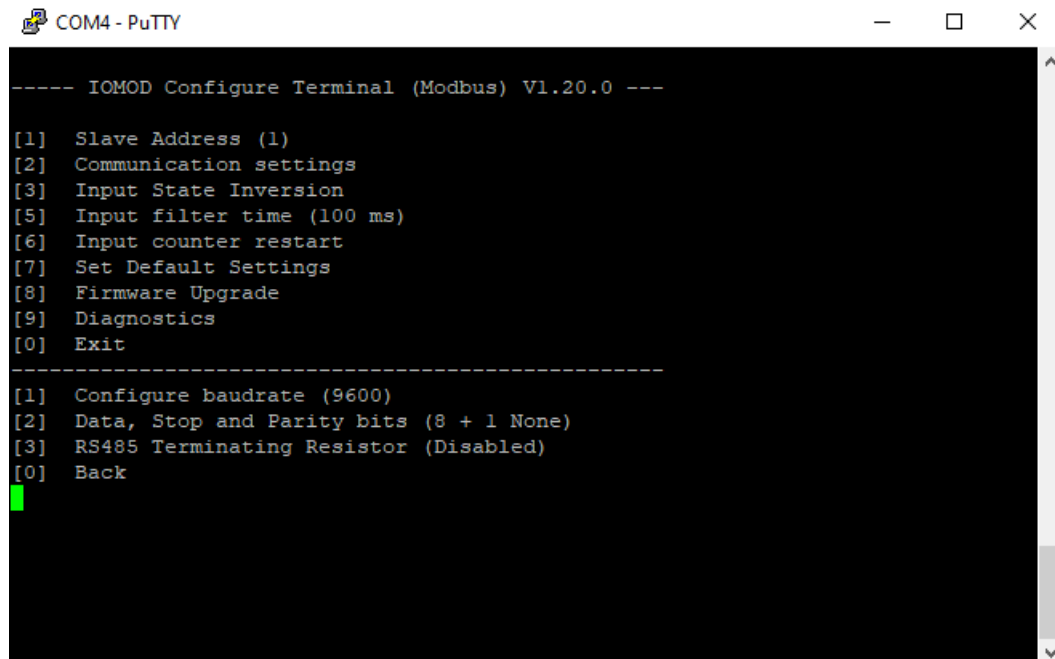 COM4 - PuTTY
----- IOMOD Configure Terminal (Modbus) V1.20.0 ---
[1]  Slave Address (1)
[2]  Communication settings
[3]  Input State Inversion
[5]  Input filter time (100 ms)
[6]  Input counter restart
[7]  Set Default Settings
[8]  Firmware Upgrade
[9]  Diagnostics
[0]  Exit
---------------------------------------------------
[1]  Configure baudrate (9600)
[2]  Data, Stop and Parity bits (8 + 1 None)
[3]  RS485 Terminating Resistor (Disabled)
[0]  Back